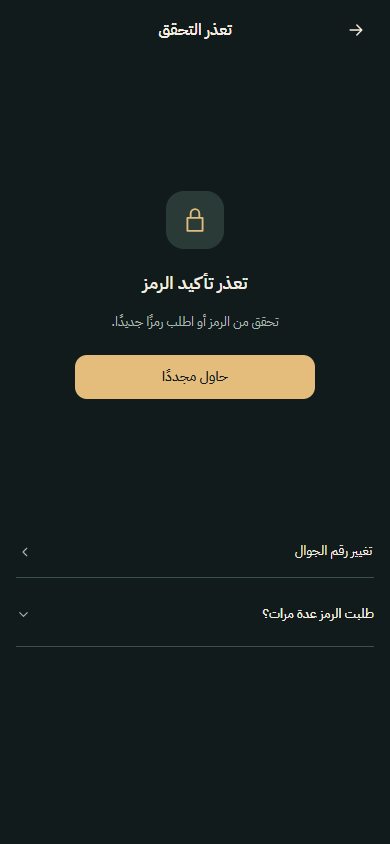 تعذر التحقق
تعذر تأكيد الرمز
تحقق من الرمز أو اطلب رمزًا جديدًا.
حاول مجددًا
تغيير رقم الجوال
طلبت الرمز عدة مرات؟